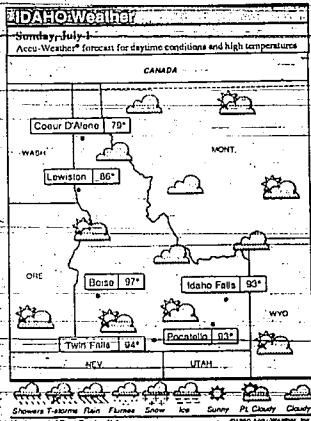 IDAHO Weather
Sunday, July 1
Accu-Weather® forecast for daytime conditions and high temperatures
CANADA
Coeur D'Alene 79°
WASH
MONT.
Lewiston 86°
ORE
Boise 97°
Idaho Falls 93°
WYO
Pocatello 93°
Twin Falls 94°
NEV
UTAH
Showers T-storms Rain Flurries Snow Ice Sunny Pt. Cloudy Cloudy